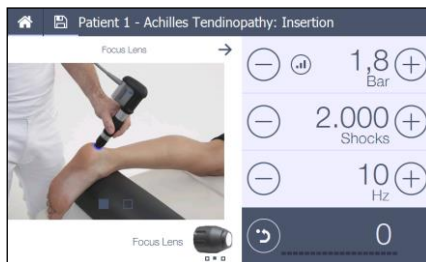 Patient 1 - Achilles Tendinopathy: Insertion
Focus Lens
1,8
Bar
2.000
Shocks
10
Hz
Focus Lens
0